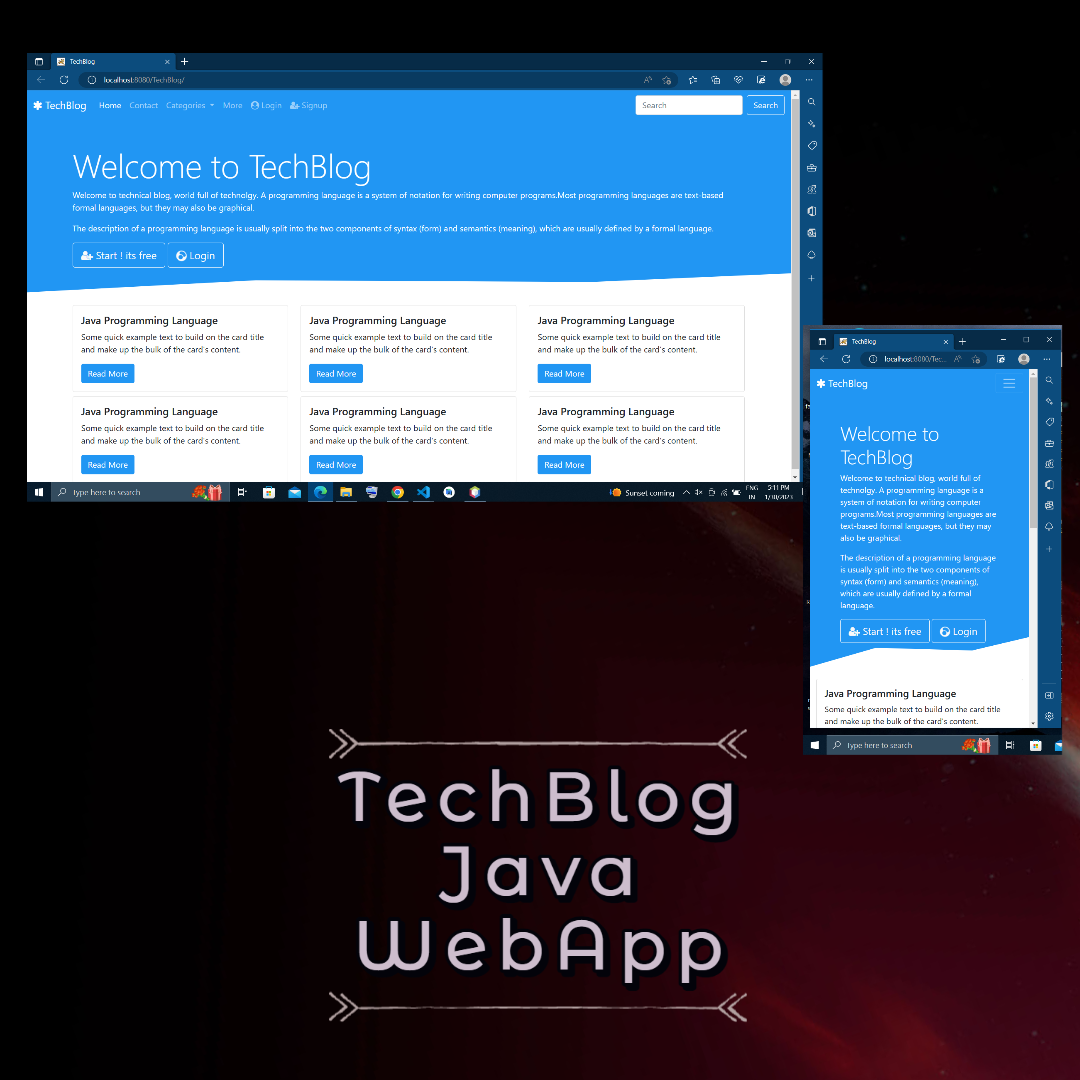 TechBlog
localhost:8080/TechBlog/
TechBlog Home Contact Categories More Login Signup Search Search
Welcome to TechBlog
Welcome to technical blog, world full of technolgy. A programming language is a system of notation for writing computer programs.Most programming languages are text-based
formal languages, but they may also be graphical.
The description of a programming language is usually split into the two components of syntax (form) and semantics (meaning), which are usually defined by a formal language.
Start ! its free Login
Java Programming Language Java Programming Language Java Programming Language
Some quick example text to build on the card title Some quick example text to build on the card title Some quick example text to build on the card title
and make up the bulk of the card's content. and make up the bulk of the card's content. and make up the bulk of the card's content.
Read More Read More Read More
Java Programming Language Java Programming Language Java Programming Language
Some quick example text to build on the card title Some quick example text to build on the card title Some quick example text to build on the card title
and make up the bulk of the card's content. and make up the bulk of the card's content. and make up the bulk of the card's content.
Read More Read More Read More
Type here to search Sunset coming ENG 5:11 PM
IN 1/30/2023
TechBlog
localhost:8080/Tec...
TechBlog
Welcome to
TechBlog
Welcome to technical blog, world full of
technolgy. A programming language is a
system of notation for writing computer
programs.Most programming languages are
text-based formal languages, but they may
also be graphical.
The description of a programming language
is usually split into the two components of
syntax (form) and semantics (meaning),
which are usually defined by a formal
language.
Start ! its free Login
Java Programming Language
Some quick example text to build on the card title
and make up the bulk of the card's content.
Type here to search
TechBlog
Java
WebApp